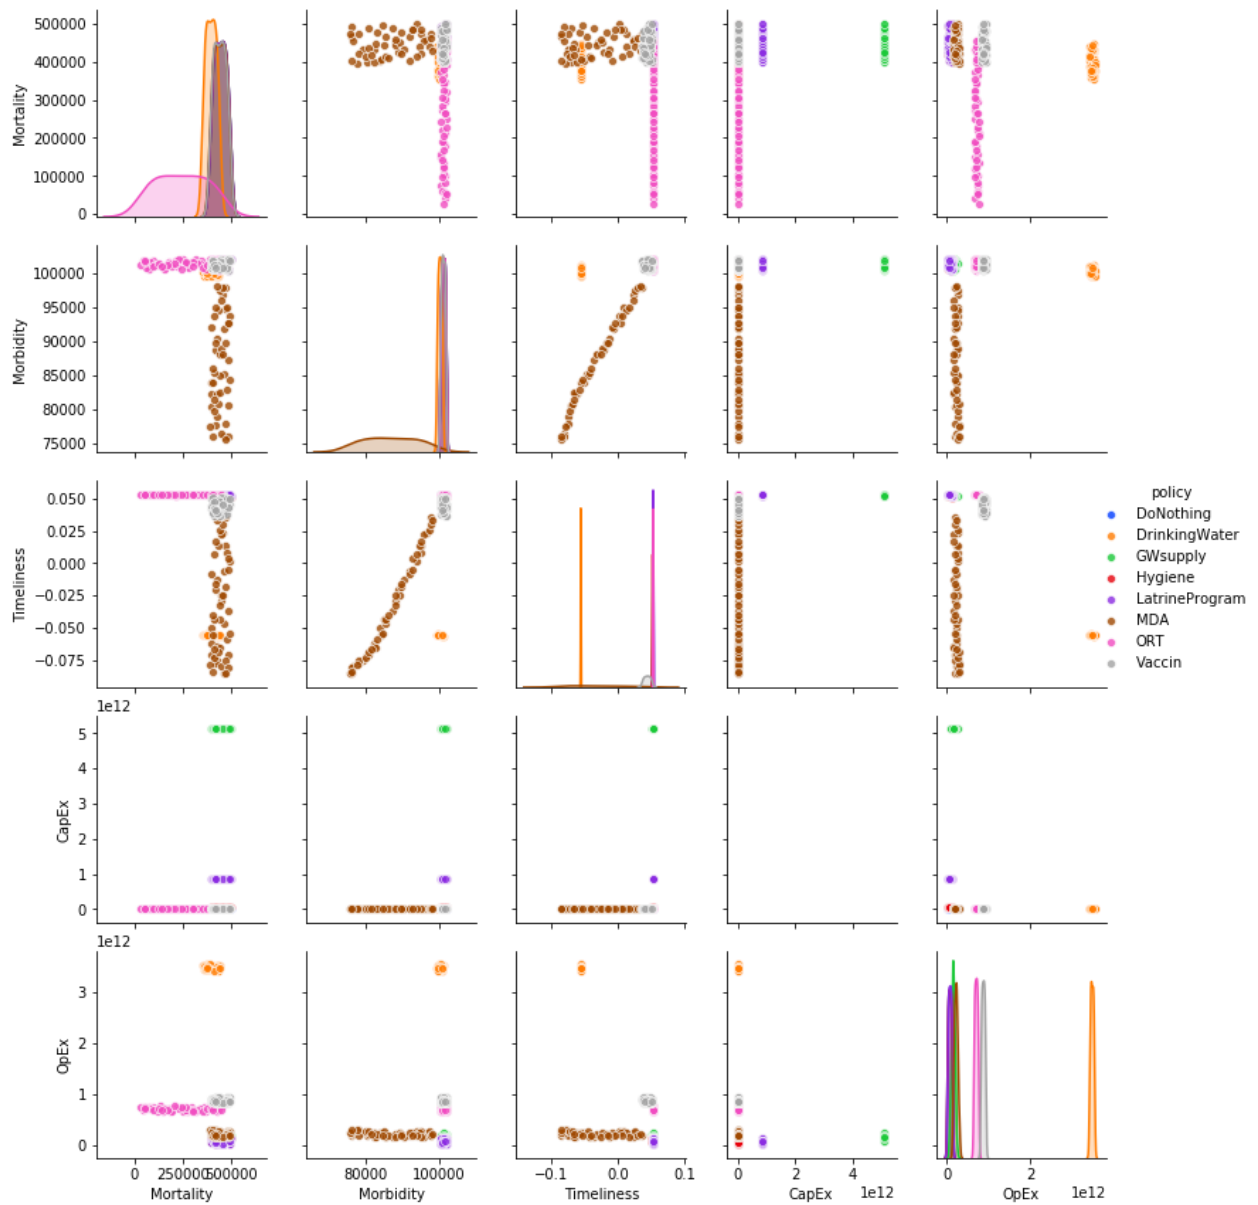 500000
400000
300000
200000
100000
0
Mortality
100000
95000
90000
85000
80000
75000
Morbidity
0.050
0.025
0.000
−0.025
−0.050
−0.075
Timeliness
policy
DoNothing
DrinkingWater
GWsupply
Hygiene
LatrineProgram
MDA
ORT
Vaccin
1e12
5
4
3
2
1
0
CapEx
1e12
3
2
1
0
OpEx
0 250000 500000
Mortality
80000 100000
Morbidity
−0.1 0.0 0.1
Timeliness
0 2 4
CapEx 1e12
0 2
OpEx 1e12